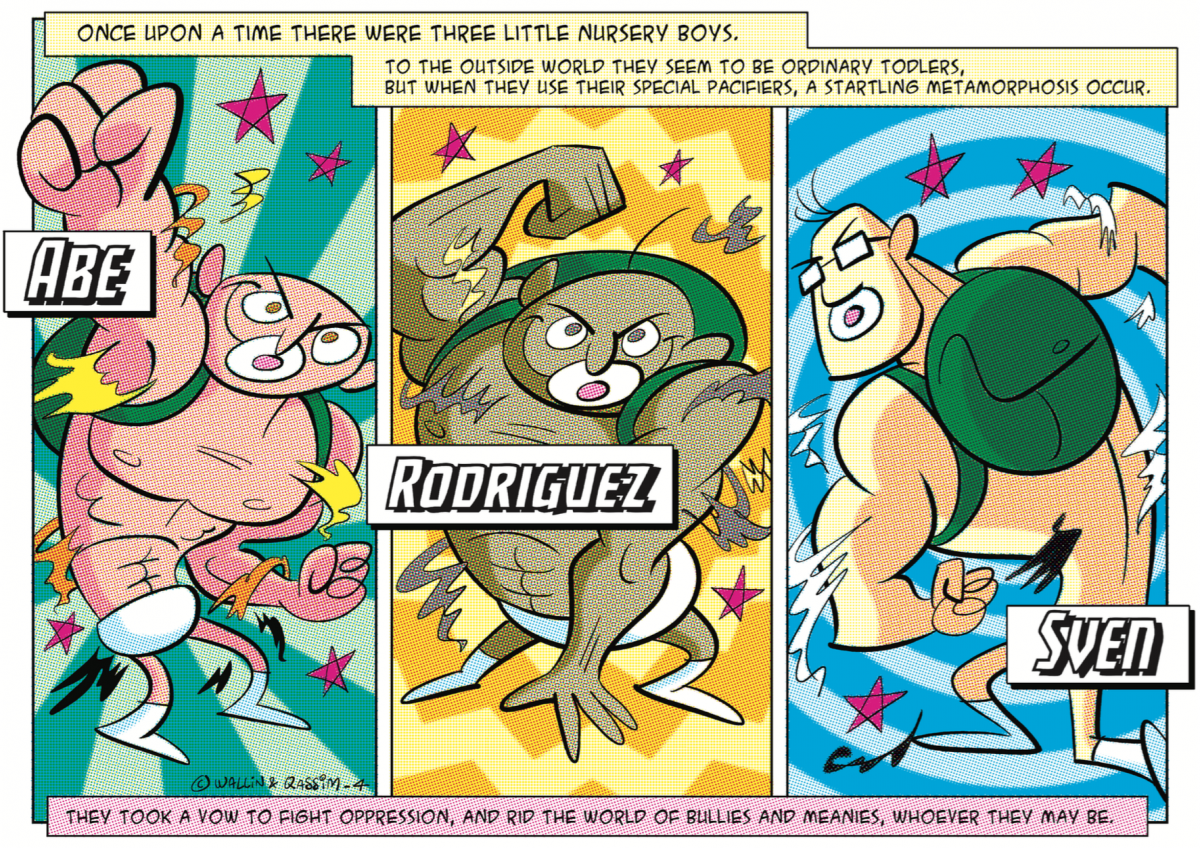 ONCE UPON A TIME THERE WERE THREE LITTLE NURSERY BOYS.
TO THE OUTSIDE WORLD THEY SEEM TO BE ORDINARY TODLERS,
BUT WHEN THEY USE THEIR SPECIAL PACIFIERS, A STARTLING METAMORPHOSIS OCCUR.
ABE
RODRIGUEZ
SVEN
© WALLIN & QASSIM -4
THEY TOOK A VOW TO FIGHT OPPRESSION, AND RID THE WORLD OF BULLIES AND MEANIES, WHOEVER THEY MAY BE.